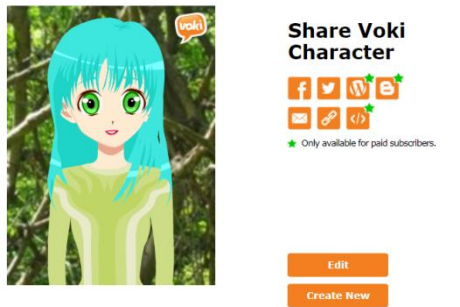 voki
Share Voki
Character
Only available for paid subscribers.
Edit
Create New